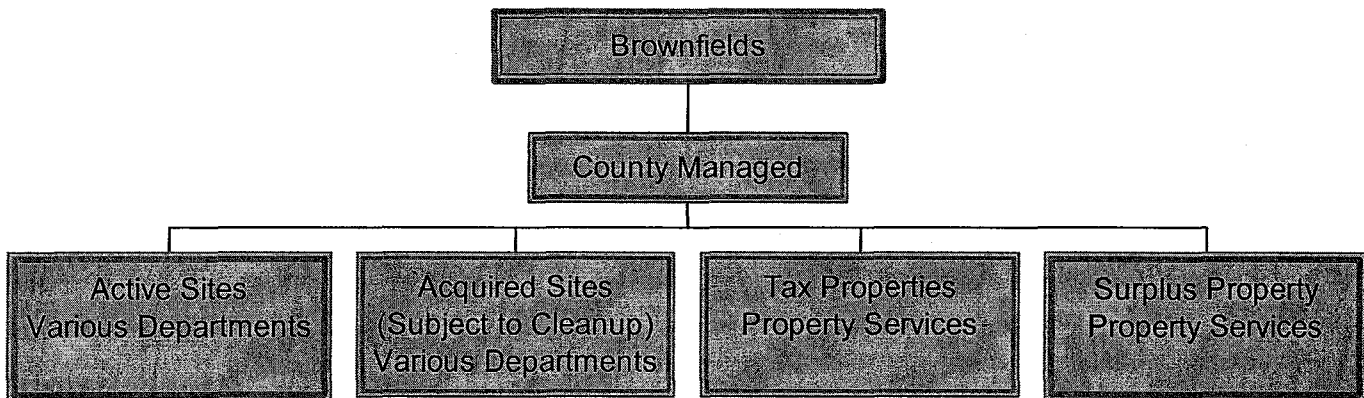 Brownfields
County Managed
Active Sites
Various Departments
Acquired Sites
(Subject to Cleanup)
Various Departments
Tax Properties
Property Services
Surplus Property
Property Services